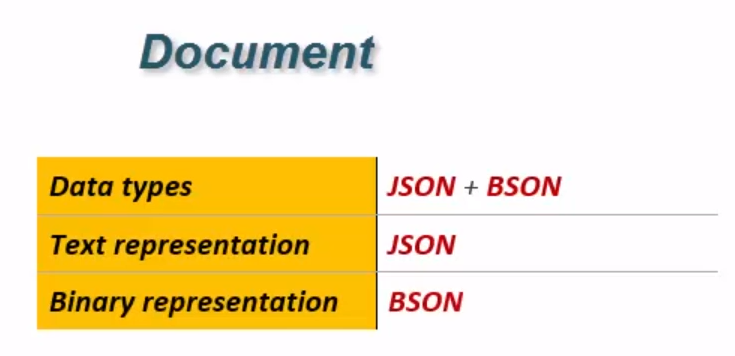 Document
Data types JSON + BSON
Text representation JSON
Binary representation BSON